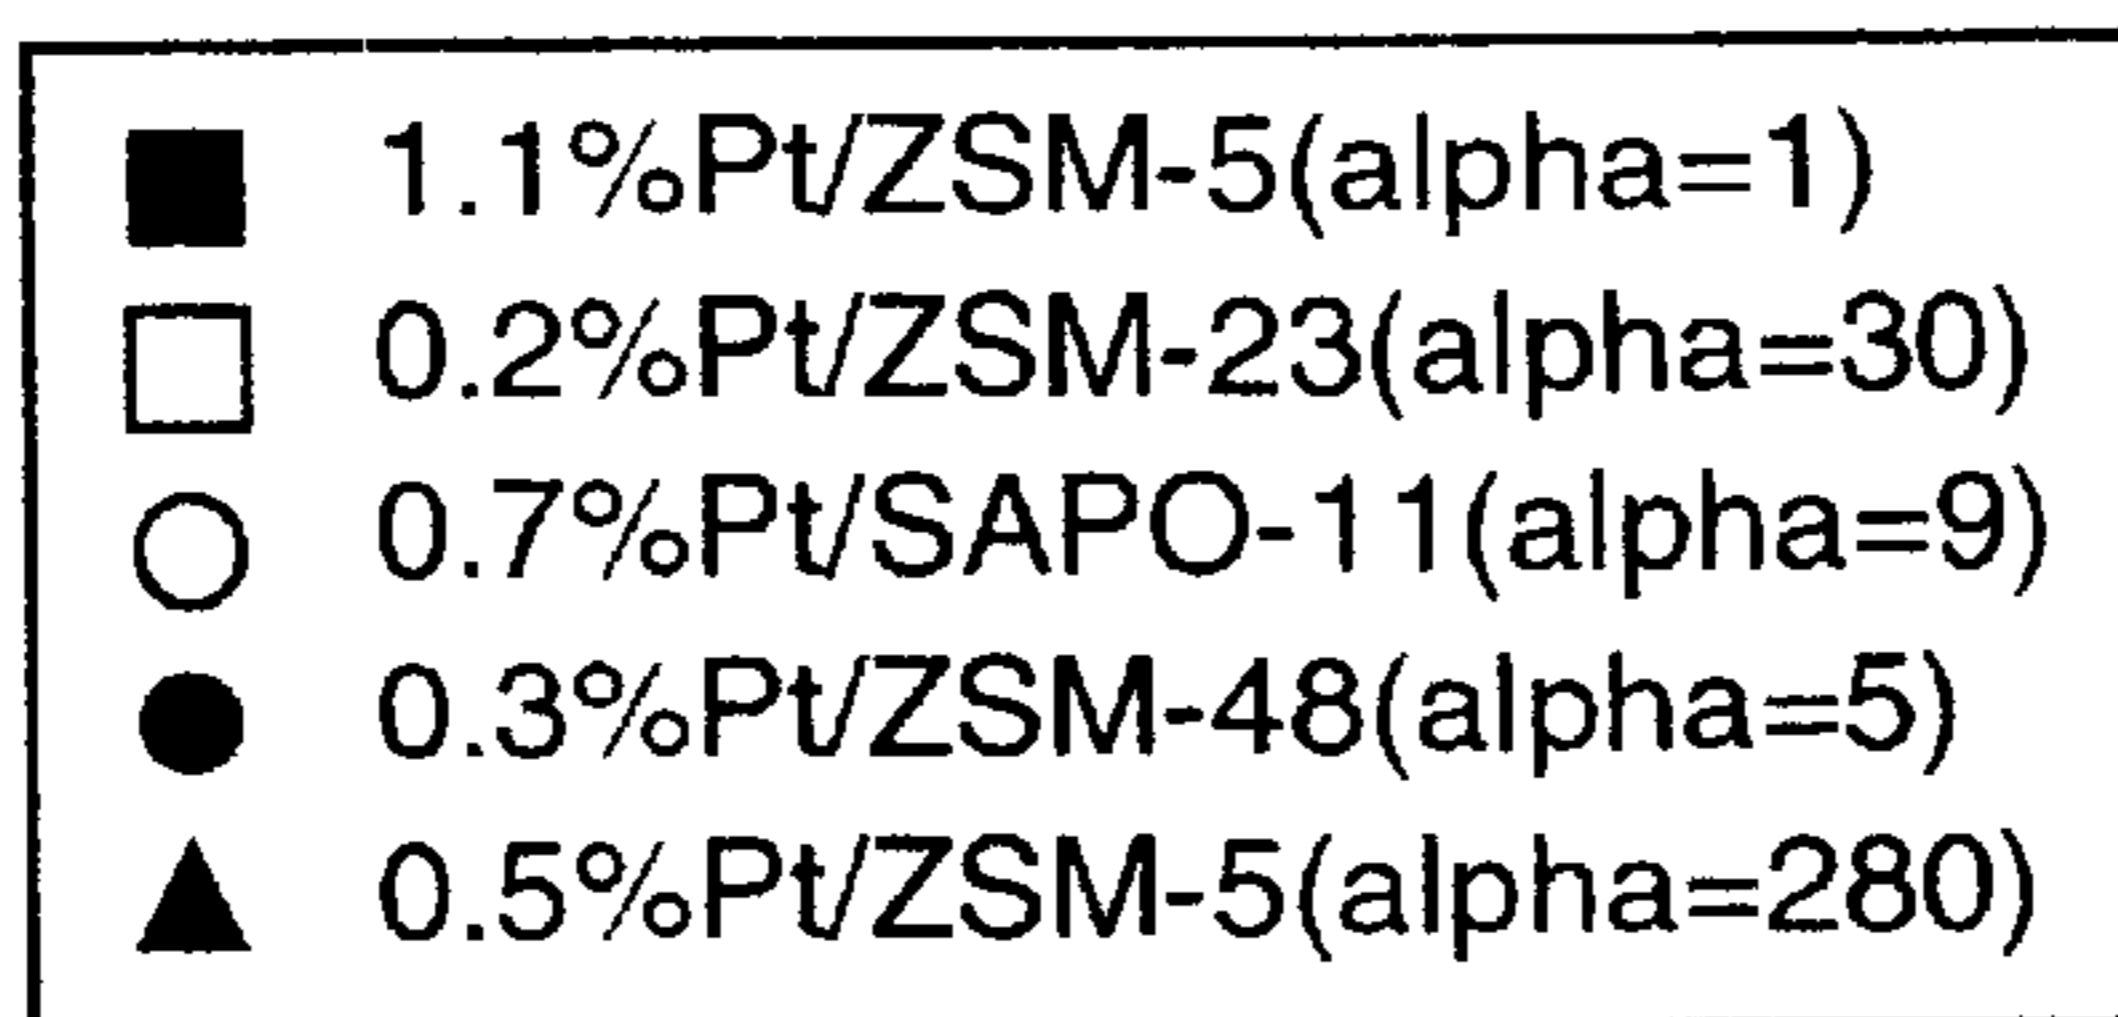 1.1%Pt/ZSM-5(alpha=1)
0.2%Pt/ZSM-23(alpha=30)
0.7%Pt/SAPO-11(alpha=9)
0.3%Pt/ZSM-48(alpha=5)
0.5%Pt/ZSM-5(alpha=280)